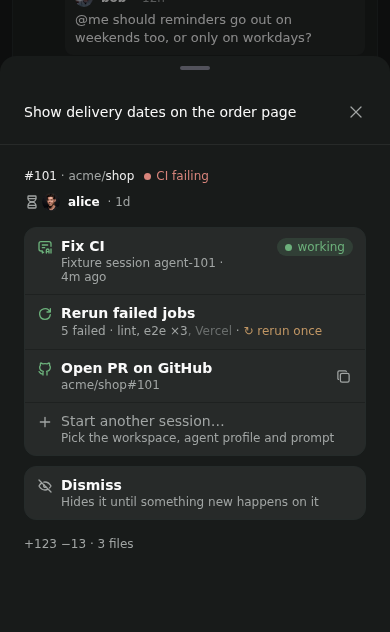 @me should reminders go out on
weekends too, or only on workdays?
Show delivery dates on the order page
#101 · acme/shop ● CI failing
alice · 1d
Fix CI
working
Fixture session agent-101 ·
4m ago
Rerun failed jobs
5 failed · lint, e2e ×3, Vercel · ↻ rerun once
Open PR on GitHub
acme/shop#101
Start another session…
Pick the workspace, agent profile and prompt
Dismiss
Hides it until something new happens on it
+123 −13 · 3 files